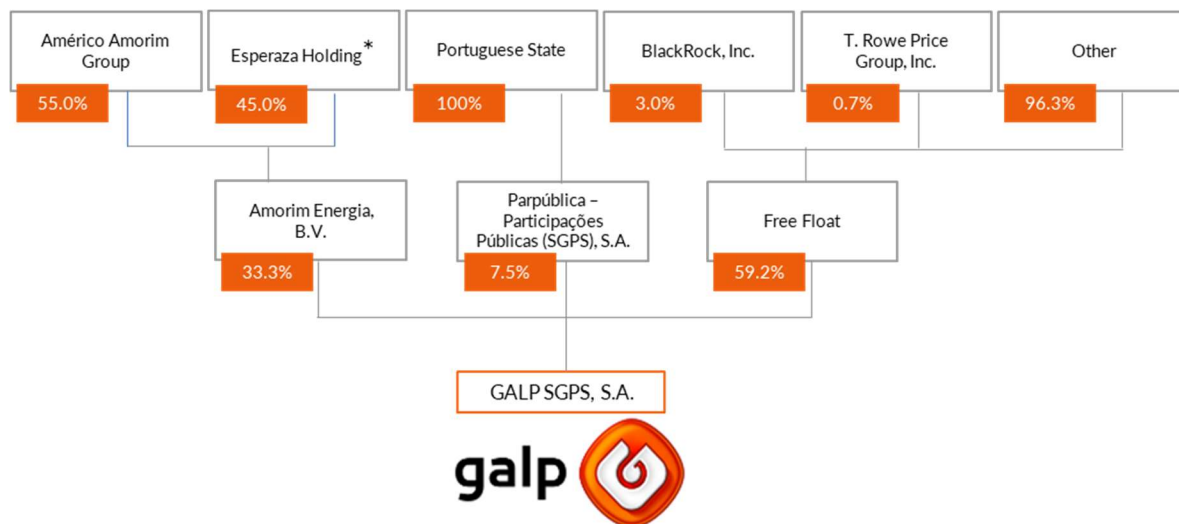 Américo Amorim
Group
55.0%
Esperaza Holding*
45.0%
Portuguese State
100%
BlackRock, Inc.
3.0%
T. Rowe Price
Group, Inc.
0.7%
Other
96.3%
Amorim Energia,
B.V.
33.3%
Parpública –
Participações
Públicas (SGPS), S.A.
7.5%
Free Float
59.2%
GALP SGPS, S.A.
galp